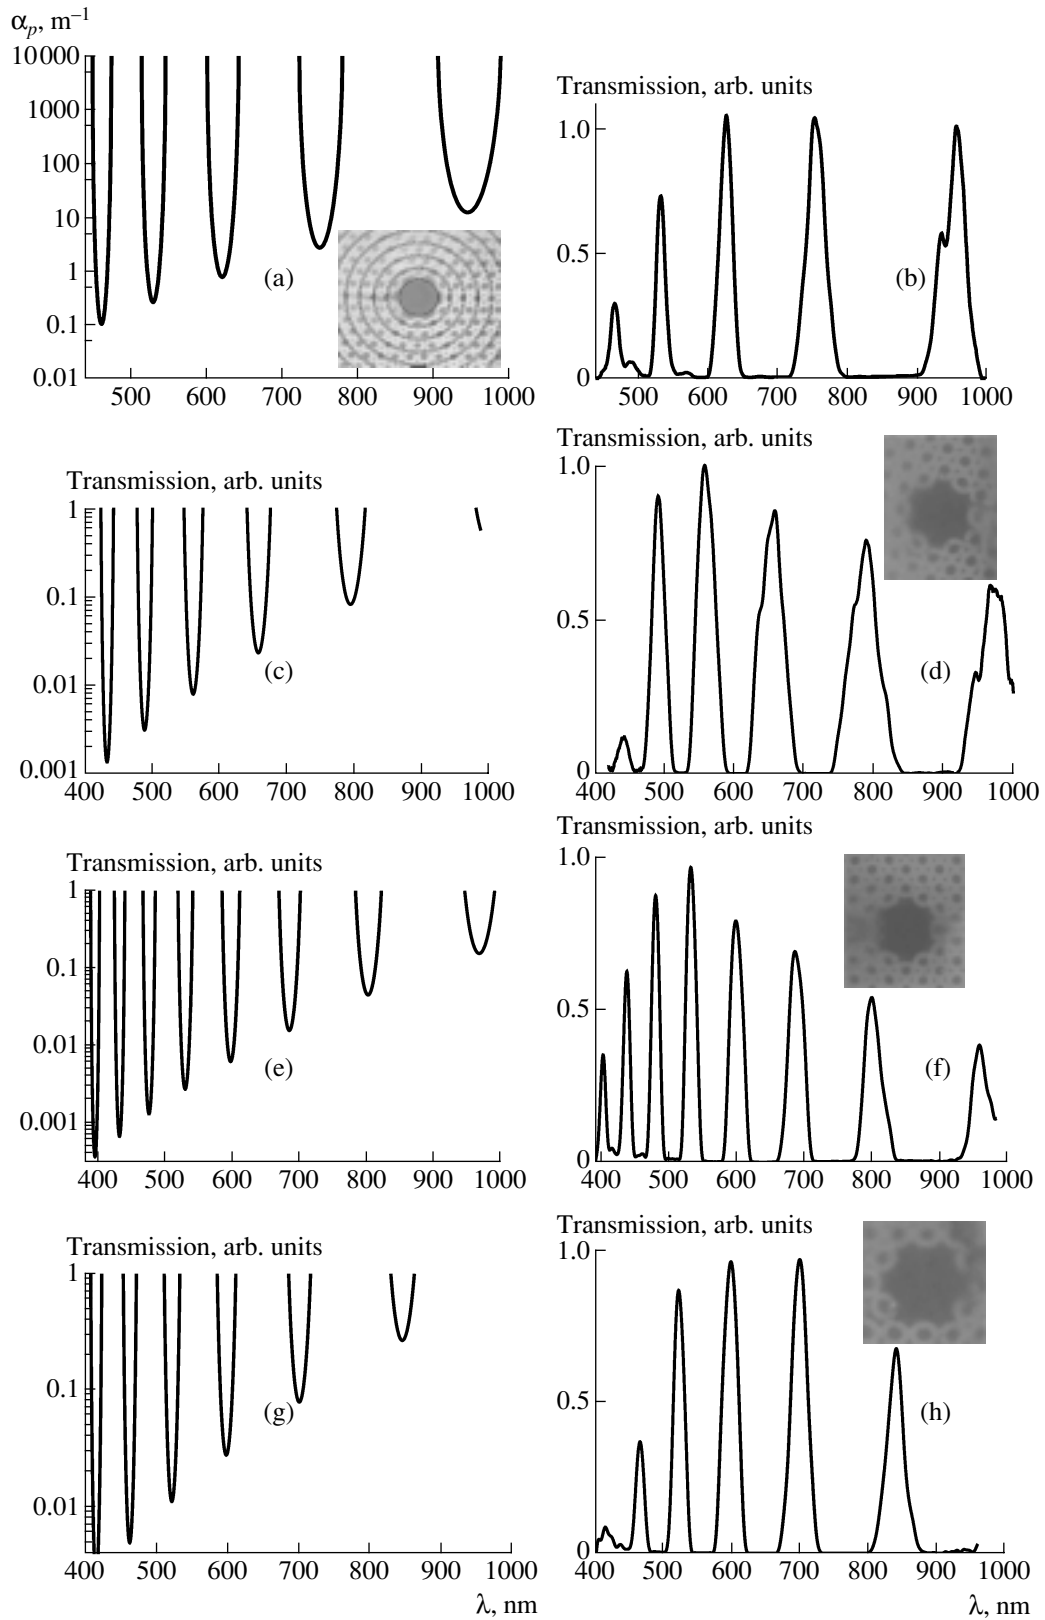 α_p, m⁻¹
10000
1000
100
10
1
0.1
0.01
(a)
500 600 700 800 900 1000
Transmission, arb. units
1.0
0.5
0
(b)
500 600 700 800 900 1000
Transmission, arb. units
1
0.1
0.01
0.001
(c)
400 500 600 700 800 900 1000
Transmission, arb. units
1.0
0.5
0
(d)
400 500 600 700 800 900 1000
Transmission, arb. units
1
0.1
0.01
0.001
(e)
400 500 600 700 800 900 1000
Transmission, arb. units
1.0
0.5
0
(f)
400 500 600 700 800 900 1000
Transmission, arb. units
1
0.1
0.01
(g)
400 500 600 700 800 900 1000
λ, nm
Transmission, arb. units
1.0
0.5
0
(h)
400 500 600 700 800 900 1000
λ, nm